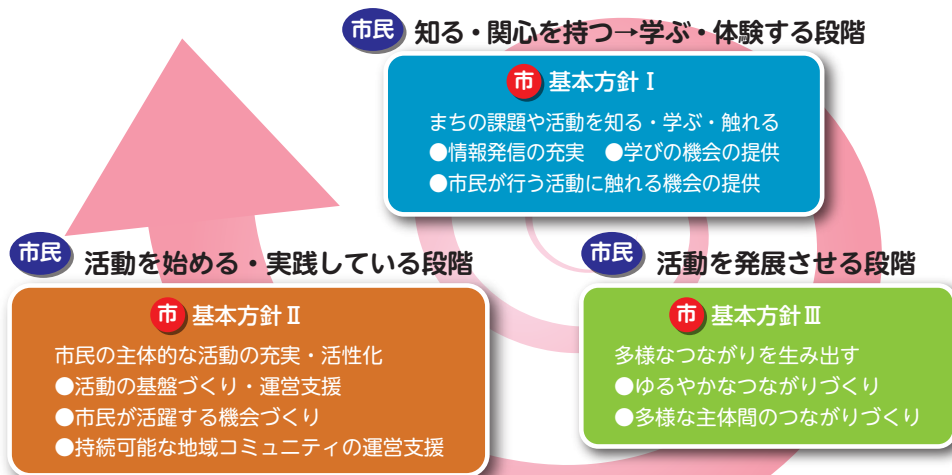 市民 知る・関心を持つ→学ぶ・体験する段階
市 基本方針Ⅰ
まちの課題や活動を知る・学ぶ・触れる
●情報発信の充実 ●学びの機会の提供
●市民が行う活動に触れる機会の提供
市民 活動を始める・実践している段階
市 基本方針Ⅱ
市民の主体的な活動の充実・活性化
●活動の基盤づくり・運営支援
●市民が活躍する機会づくり
●持続可能な地域コミュニティの運営支援
市民 活動を発展させる段階
市 基本方針Ⅲ
多様なつながりを生み出す
●ゆるやかなつながりづくり
●多様な主体間のつながりづくり